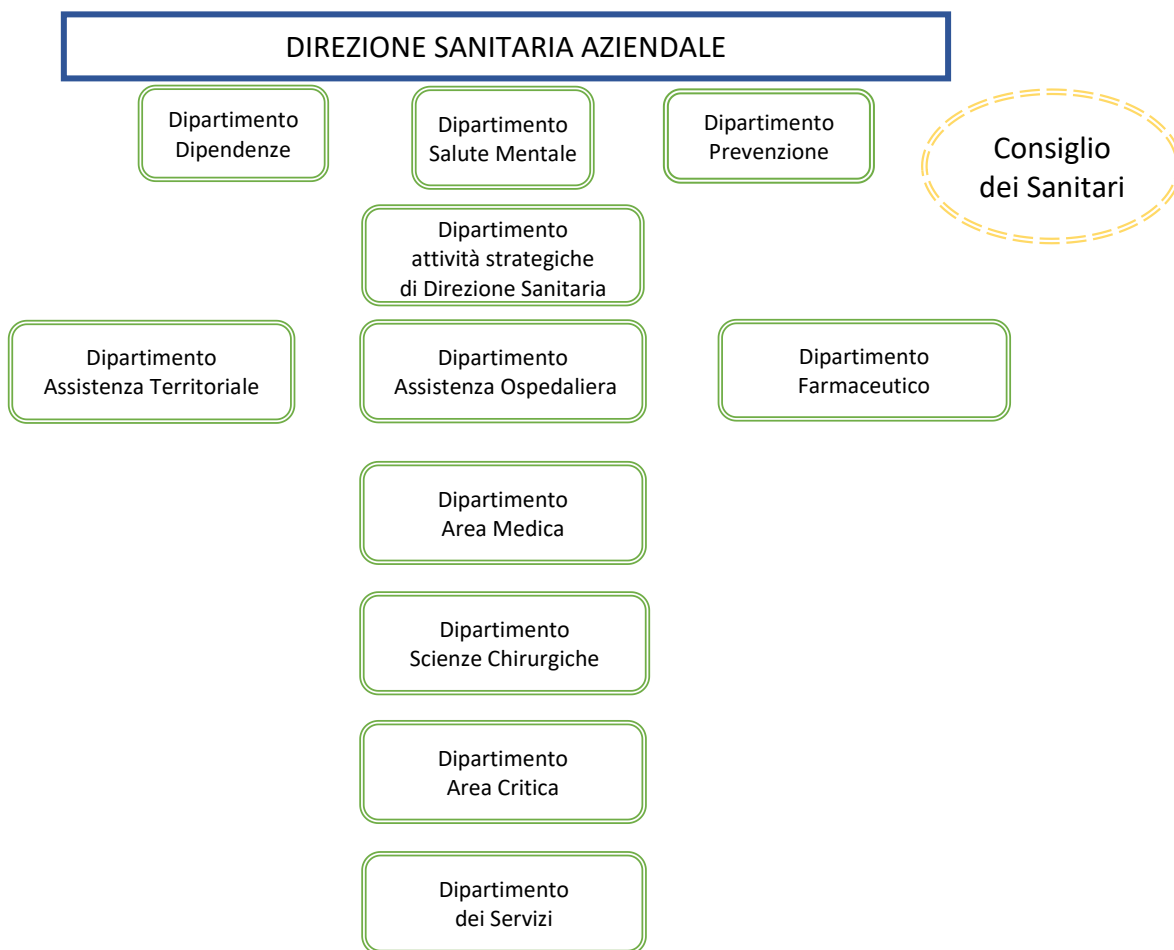 DIREZIONE SANITARIA AZIENDALE
Dipartimento
Dipendenze
Dipartimento
Salute Mentale
Dipartimento
Prevenzione
Consiglio
dei Sanitari
Dipartimento
attività strategiche
di Direzione Sanitaria
Dipartimento
Assistenza Territoriale
Dipartimento
Assistenza Ospedaliera
Dipartimento
Farmaceutico
Dipartimento
Area Medica
Dipartimento
Scienze Chirurgiche
Dipartimento
Area Critica
Dipartimento
dei Servizi